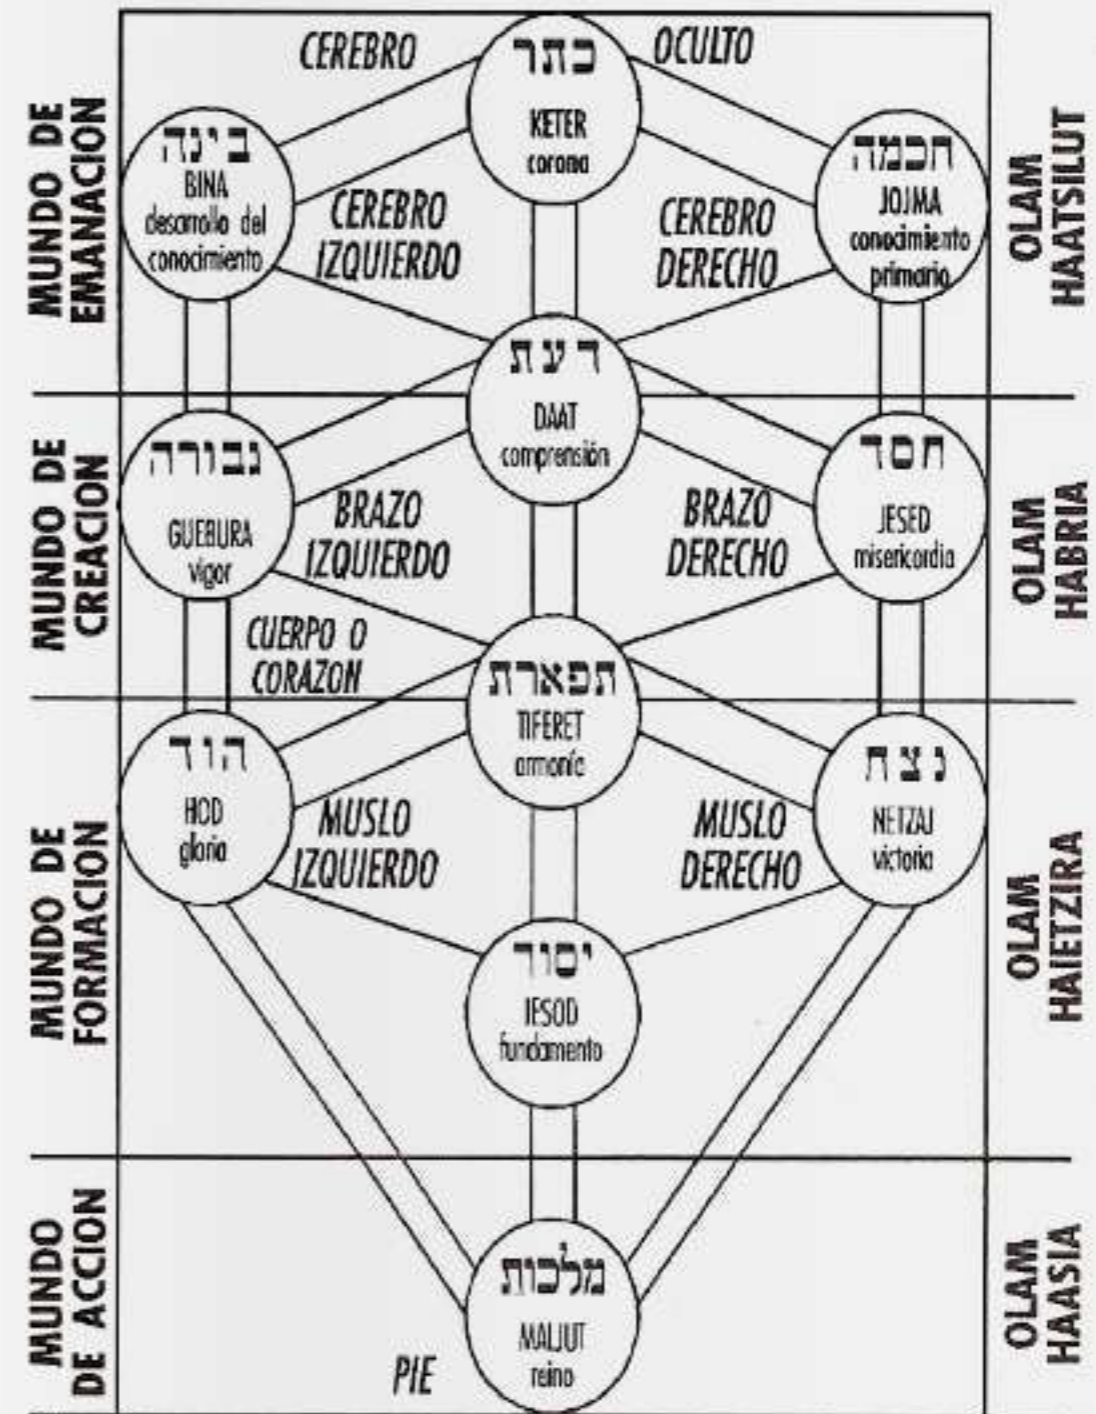 CEREBRO
OCULTO
כתר
KETER
corona
בינה
BINA
desarrollo del
conocimiento
חכמה
JOJMA
conocimiento
primario
CEREBRO
IZQUIERDO
CEREBRO
DERECHO
MUNDO DE
EMANACION
OLAM
HAATSILUT
דעת
DAAT
comprensión
גבורה
GUEBURA
vigor
חסד
JESED
misericordia
BRAZO
IZQUIERDO
BRAZO
DERECHO
MUNDO DE
CREACION
OLAM
HABRIA
CUERPO O
CORAZON
תפארת
TIFERET
armonía
הוד
HOD
gloria
נצח
NETZAJ
victoria
MUSLO
IZQUIERDO
MUSLO
DERECHO
MUNDO DE
FORMACION
OLAM
HAIETZIRA
יסוד
IESOD
fundamento
מלכות
MALJUT
reino
PIE
MUNDO
DE ACCION
OLAM
HAASIA